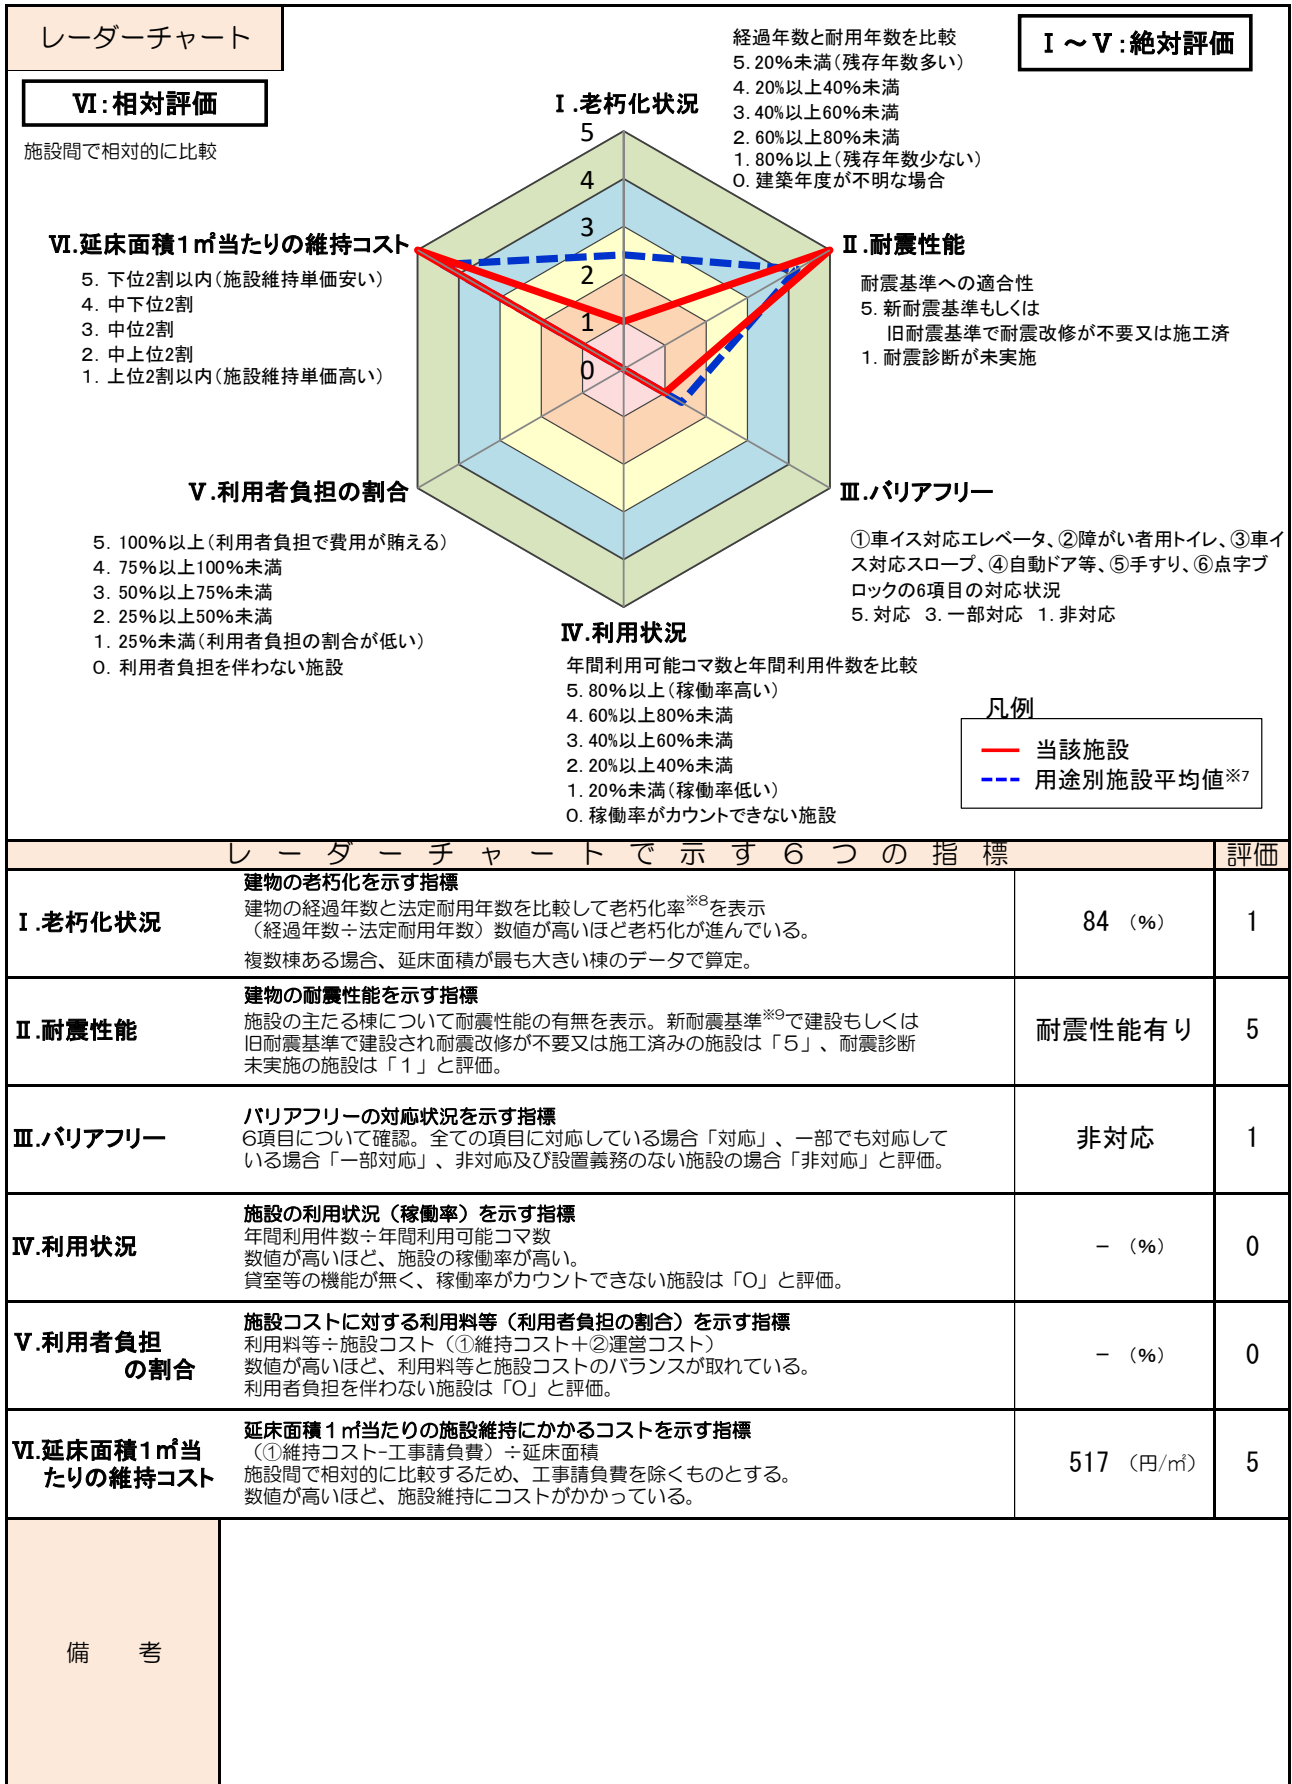 レーダーチャート
Ⅵ:相対評価
施設間で相対的に比較
Ⅰ～Ⅴ:絶対評価
経過年数と耐用年数を比較
5.20%未満(残存年数多い)
4.20%以上40%未満
3.40%以上60%未満
2.60%以上80%未満
1.80%以上(残存年数少ない)
0.建築年度が不明な場合
Ⅰ.老朽化状況
5
4
3
2
1
0
Ⅱ.耐震性能
耐震基準への適合性
5.新耐震基準もしくは
旧耐震基準で耐震改修が不要又は施工済
1.耐震診断が未実施
Ⅵ.延床面積1㎡当たりの維持コスト
5.下位2割以内(施設維持単価安い)
4.中下位2割
3.中位2割
2.中上位2割
1.上位2割以内(施設維持単価高い)
Ⅴ.利用者負担の割合
5.100%以上(利用者負担で費用が賄える)
4.75%以上100%未満
3.50%以上75%未満
2.25%以上50%未満
1.25%未満(利用者負担の割合が低い)
0.利用者負担を伴わない施設
Ⅲ.バリアフリー
①車イス対応エレベータ、②障がい者用トイレ、③車イ
ス対応スロープ、④自動ドア等、⑤手すり、⑥点字ブ
ロックの6項目の対応状況
5.対応 3.一部対応 1.非対応
Ⅳ.利用状況
年間利用可能コマ数と年間利用件数を比較
5.80%以上(稼働率高い)
4.60%以上80%未満
3.40%以上60%未満
2.20%以上40%未満
1.20%未満(稼働率低い)
0.稼働率がカウントできない施設
凡例
当該施設
用途別施設平均値※7
レーダーチャートで示す6つの指標 評価
Ⅰ.老朽化状況
建物の老朽化を示す指標
建物の経過年数と法定耐用年数を比較して老朽化率※8を表示
（経過年数÷法定耐用年数）数値が高いほど老朽化が進んでいる。
複数棟ある場合、延床面積が最も大きい棟のデータで算定。
84 （%） 1
Ⅱ.耐震性能
建物の耐震性能を示す指標
施設の主たる棟について耐震性能の有無を表示。新耐震基準※9で建設もしくは
旧耐震基準で建設され耐震改修が不要又は施工済みの施設は「5」、耐震診断
未実施の施設は「1」と評価。
耐震性能有り 5
Ⅲ.バリアフリー
バリアフリーの対応状況を示す指標
6項目について確認。全ての項目に対応している場合「対応」、一部でも対応して
いる場合「一部対応」、非対応及び設置義務のない施設の場合「非対応」と評価。
非対応 1
Ⅳ.利用状況
施設の利用状況（稼働率）を示す指標
年間利用件数÷年間利用可能コマ数
数値が高いほど、施設の稼働率が高い。
貸室等の機能が無く、稼働率がカウントできない施設は「0」と評価。
－ （%） 0
Ⅴ.利用者負担
の割合
施設コストに対する利用料等（利用者負担の割合）を示す指標
利用料等÷施設コスト（①維持コスト＋②運営コスト）
数値が高いほど、利用料等と施設コストのバランスが取れている。
利用者負担を伴わない施設は「0」と評価。
－ （%） 0
Ⅵ.延床面積1㎡当
たりの維持コスト
延床面積1㎡当たりの施設維持にかかるコストを示す指標
（①維持コスト-工事請負費）÷延床面積
施設間で相対的に比較するため、工事請負費を除くものとする。
数値が高いほど、施設維持にコストがかかっている。
517 （円/㎡） 5
備 考